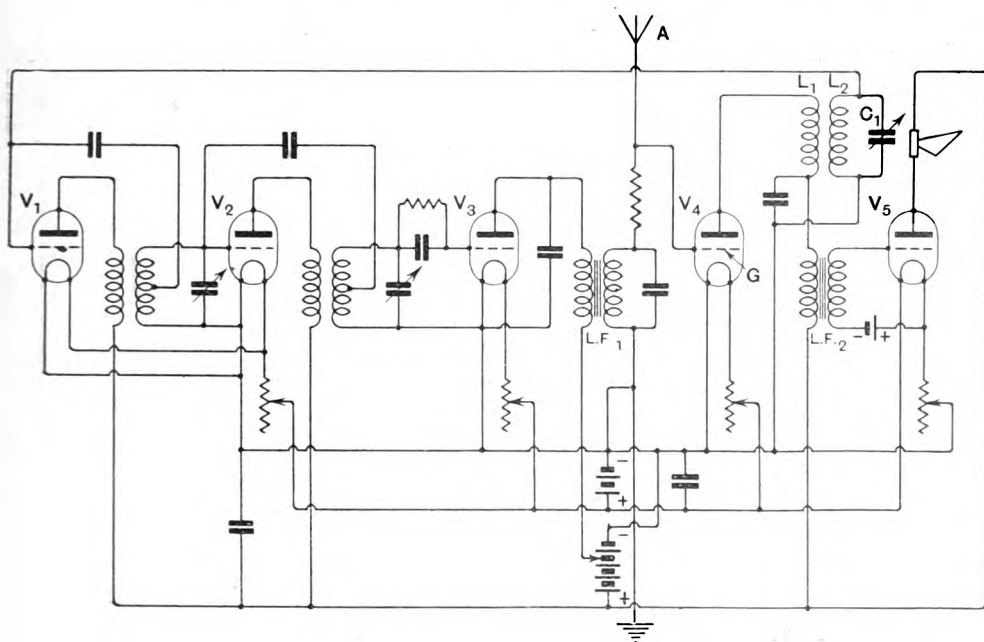 A
L1 L2
C1
V1
V2
V3
V4
V5
G
L.F.1
L.F.2
- +
-
+
-
+